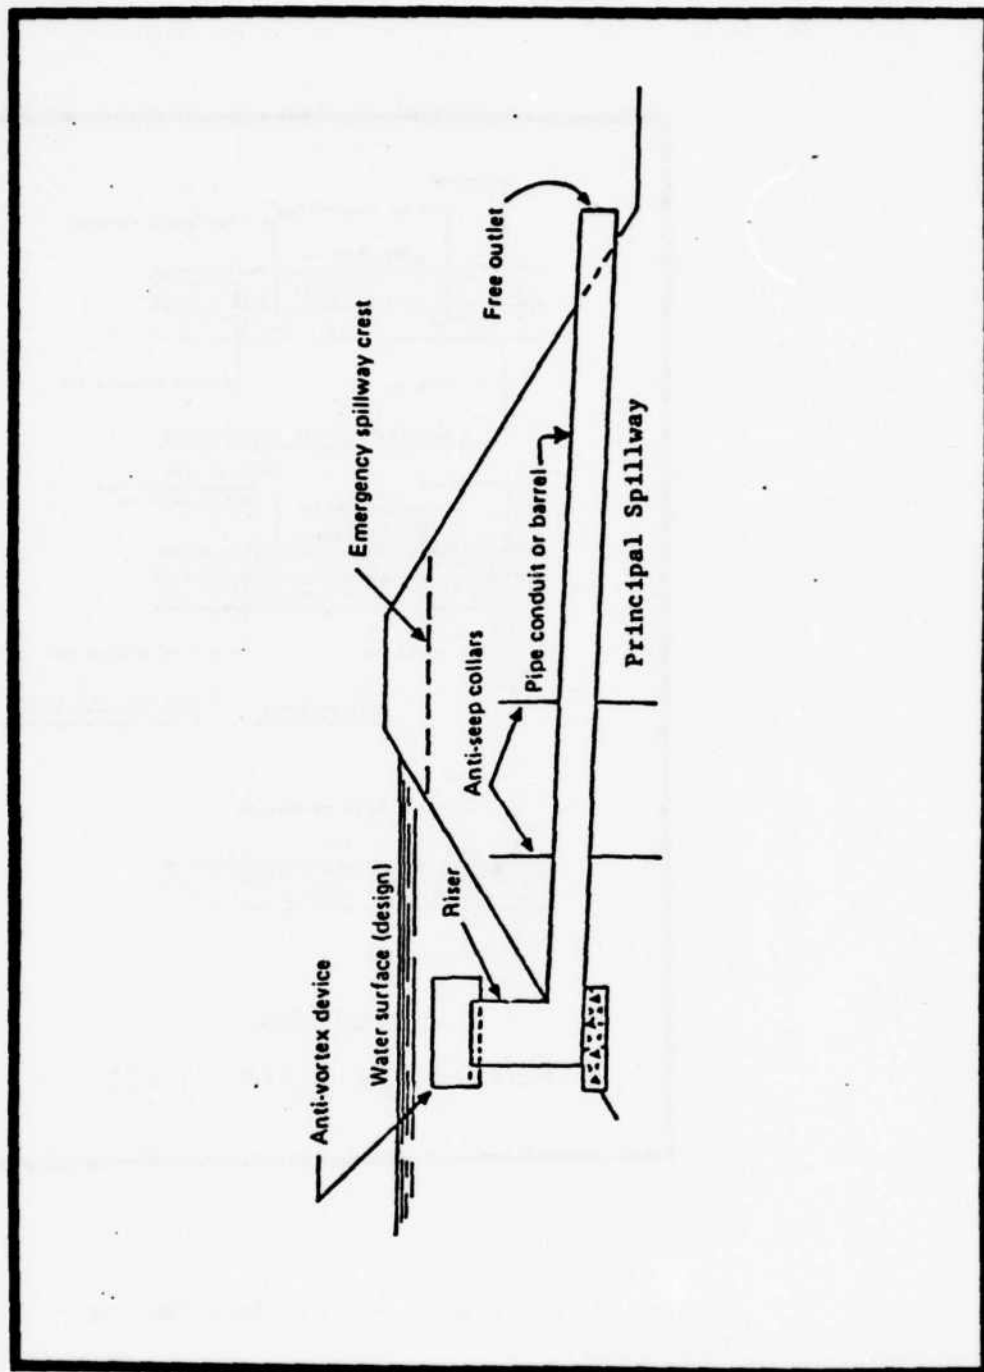 Anti-vortex device
Water surface (design)
Emergency spillway crest
Riser
Anti-seep collars
Free outlet
Pipe conduit or barrel
Principal Spillway